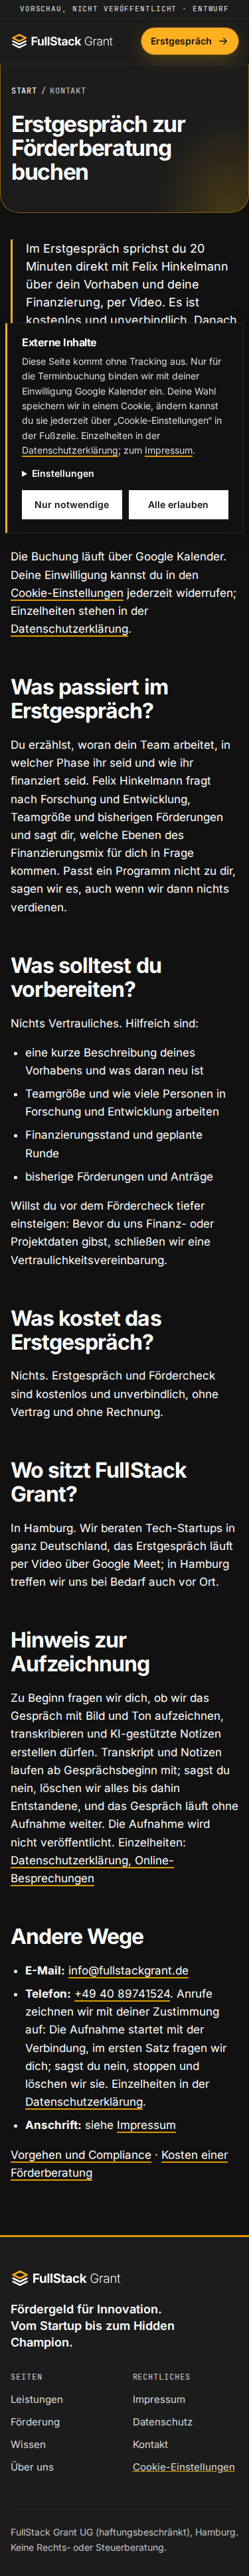 VORSCHAU, NICHT VERÖFFENTLICHT · ENTWURF
FullStack Grant
Erstgespräch →
START / KONTAKT
Erstgespräch zur
Förderberatung
buchen
Im Erstgespräch sprichst du 20
Minuten direkt mit Felix Hinkelmann
über dein Vorhaben und deine
Finanzierung, per Video. Es ist
kostenlos und unverbindlich. Danach
Externe Inhalte
Diese Seite kommt ohne Tracking aus. Nur für
die Terminbuchung binden wir mit deiner
Einwilligung Google Kalender ein. Deine Wahl
speichern wir in einem Cookie, ändern kannst
du sie jederzeit über „Cookie-Einstellungen“ in
der Fußzeile. Einzelheiten in der
Datenschutzerklärung; zum Impressum.
▶ Einstellungen
Nur notwendige
Alle erlauben
Die Buchung läuft über Google Kalender.
Deine Einwilligung kannst du in den
Cookie-Einstellungen jederzeit widerrufen;
Einzelheiten stehen in der
Datenschutzerklärung.
Was passiert im
Erstgespräch?
Du erzählst, woran dein Team arbeitet, in
welcher Phase ihr seid und wie ihr
finanziert seid. Felix Hinkelmann fragt
nach Forschung und Entwicklung,
Teamgröße und bisherigen Förderungen
und sagt dir, welche Ebenen des
Finanzierungsmix für dich in Frage
kommen. Passt ein Programm nicht zu dir,
sagen wir es, auch wenn wir dann nichts
verdienen.
Was solltest du
vorbereiten?
Nichts Vertrauliches. Hilfreich sind:
• eine kurze Beschreibung deines
Vorhabens und was daran neu ist
• Teamgröße und wie viele Personen in
Forschung und Entwicklung arbeiten
• Finanzierungsstand und geplante
Runde
• bisherige Förderungen und Anträge
Willst du vor dem Fördercheck tiefer
einsteigen: Bevor du uns Finanz- oder
Projektdaten gibst, schließen wir eine
Vertraulichkeitsvereinbarung.
Was kostet das
Erstgespräch?
Nichts. Erstgespräch und Fördercheck
sind kostenlos und unverbindlich, ohne
Vertrag und ohne Rechnung.
Wo sitzt FullStack
Grant?
In Hamburg. Wir beraten Tech-Startups in
ganz Deutschland, das Erstgespräch läuft
per Video über Google Meet; in Hamburg
treffen wir uns bei Bedarf auch vor Ort.
Hinweis zur
Aufzeichnung
Zu Beginn fragen wir dich, ob wir das
Gespräch mit Bild und Ton aufzeichnen,
transkribieren und KI-gestützte Notizen
erstellen dürfen. Transkript und Notizen
laufen ab Gesprächsbeginn mit; sagst du
nein, löschen wir alles bis dahin
Entstandene, und das Gespräch läuft ohne
Aufnahme weiter. Die Aufnahme wird
nicht veröffentlicht. Einzelheiten:
Datenschutzerklärung, Online-
Besprechungen
Andere Wege
• E-Mail: info@fullstackgrant.de
• Telefon: +49 40 89741524. Anrufe
zeichnen wir mit deiner Zustimmung
auf: Die Aufnahme startet mit der
Verbindung, im ersten Satz fragen wir
dich; sagst du nein, stoppen und
löschen wir sie. Einzelheiten in der
Datenschutzerklärung.
• Anschrift: siehe Impressum
Vorgehen und Compliance · Kosten einer
Förderberatung
FullStack Grant
Fördergeld für Innovation.
Vom Startup bis zum Hidden
Champion.
SEITEN
Leistungen
Förderung
Wissen
Über uns
RECHTLICHES
Impressum
Datenschutz
Kontakt
Cookie-Einstellungen
FullStack Grant UG (haftungsbeschränkt), Hamburg.
Keine Rechts- oder Steuerberatung.